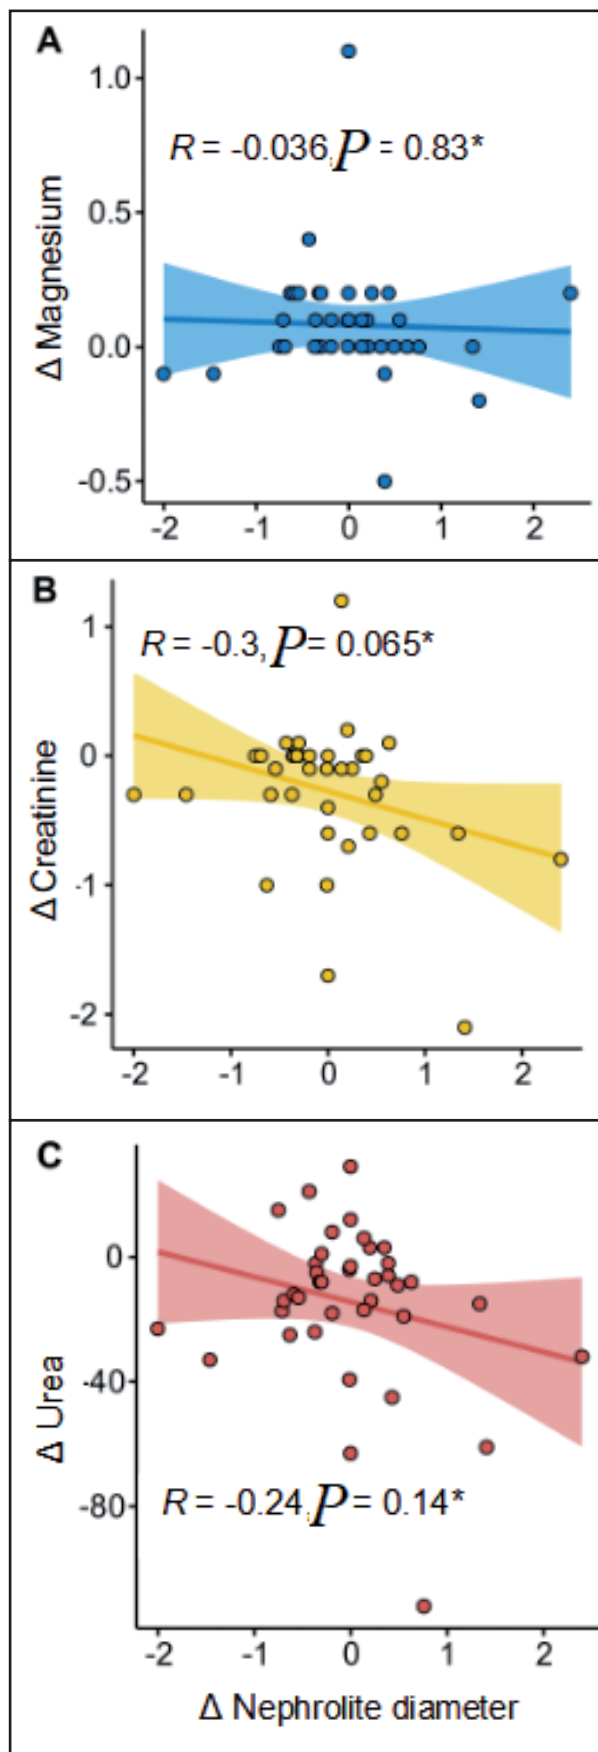 A
1.0
R = -0.036, P = 0.83*
0.5
Δ Magnesium
0.0
-0.5
-2 -1 0 1 2
B
1
R = -0.3, P = 0.065*
0
Δ Creatinine
-1
-2
-2 -1 0 1 2
C
0
Δ Urea
-40
-80
R = -0.24, P = 0.14*
-2 -1 0 1 2
Δ Nephrolite diameter